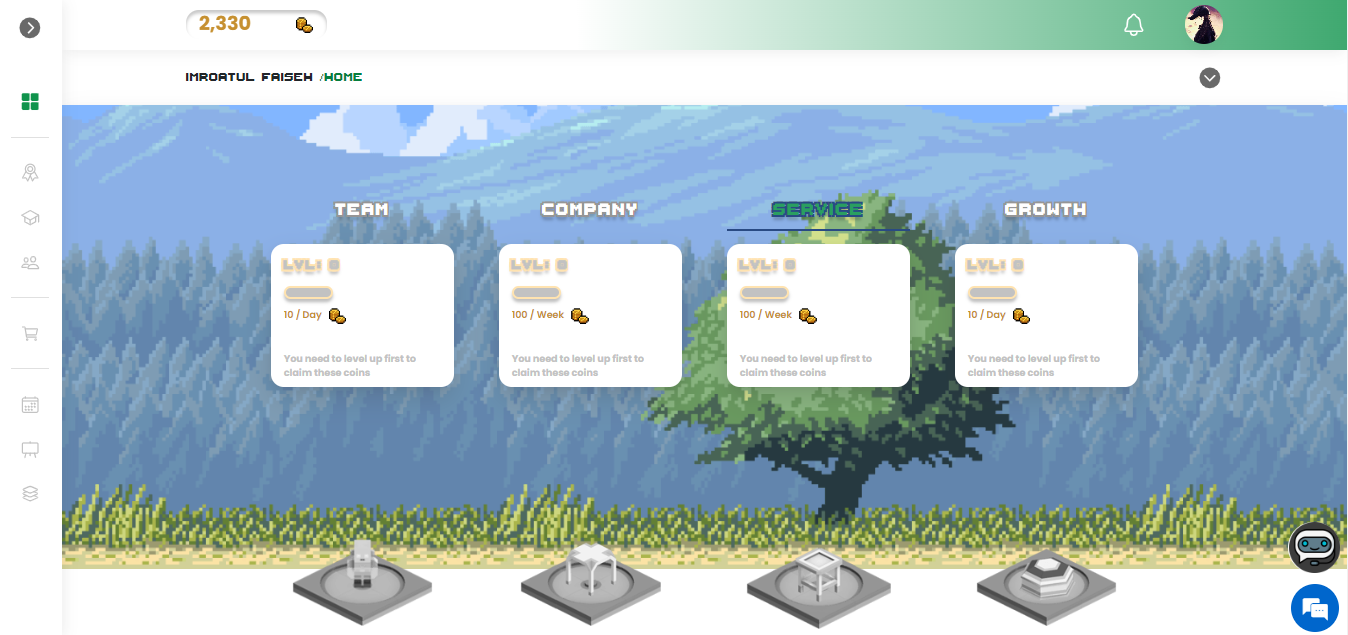 2,330
IMROATUL FAISEH /HOME
TEAM
COMPANY
SERVICE
GROWTH
LVL: 0
LVL: 0
LVL: 0
LVL: 0
10 / Day
100 / Week
100 / Week
10 / Day
You need to level up first to
claim these coins
You need to level up first to
claim these coins
You need to level up first to
claim these coins
You need to level up first to
claim these coins